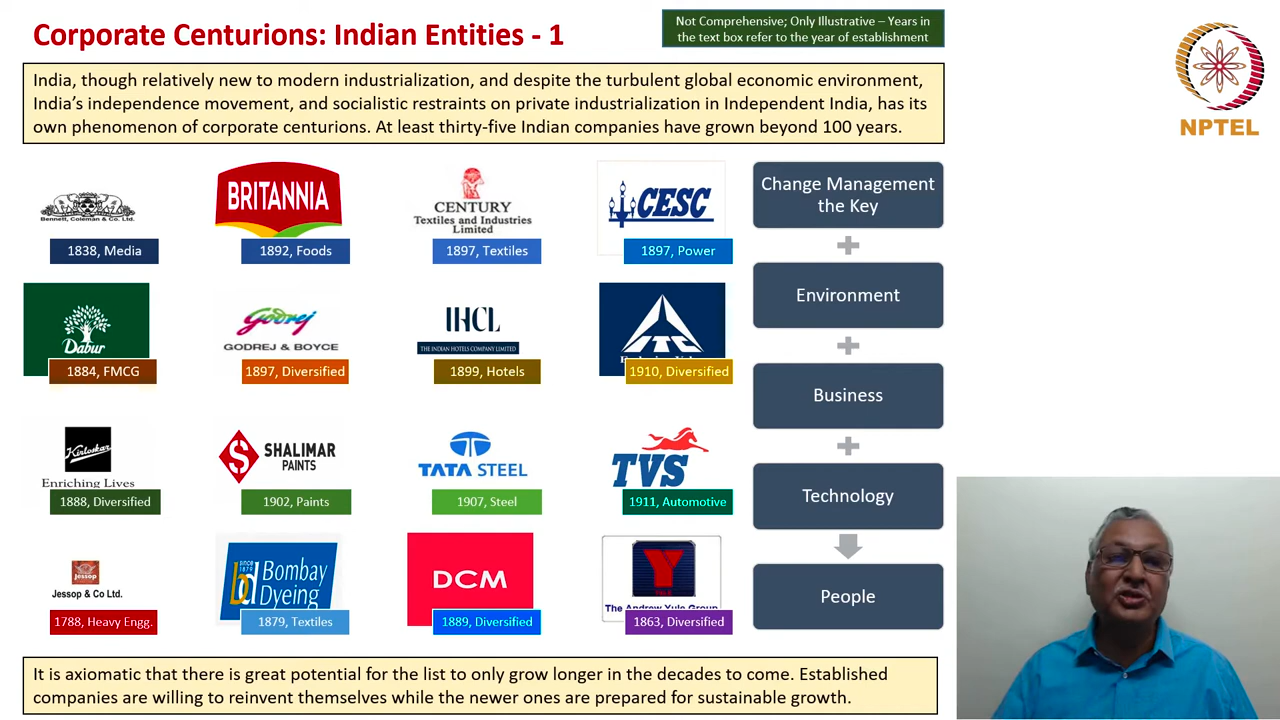 Corporate Centurions: Indian Entities - 1
Not Comprehensive; Only Illustrative – Years in
the text box refer to the year of establishment
NPTEL
India, though relatively new to modern industrialization, and despite the turbulent global economic environment,
India's independence movement, and socialistic restraints on private industrialization in Independent India, has its
own phenomenon of corporate centurions. At least thirty-five Indian companies have grown beyond 100 years.
Bennett, Coleman & Co. Ltd.
1838, Media
BRITANNIA
1892, Foods
CENTURY
Textiles and Industries
Limited
1897, Textiles
CESC
1897, Power
Dabur
1884, FMCG
Godrej
GODREJ & BOYCE
1897, Diversified
IHCL
THE INDIAN HOTELS COMPANY LIMITED
1899, Hotels
ITC
1910, Diversified
Kirloskar
Enriching Lives
1888, Diversified
S
SHALIMAR
PAINTS
1902, Paints
TATA STEEL
1907, Steel
TVS
1911, Automotive
Jessop
Jessop & Co Ltd.
1788, Heavy Engg.
since
1879
bd
Bombay
Dyeing
1879, Textiles
DCM
1889, Diversified
Y
YULE
The Andrew Yule Group
1863, Diversified
Change Management
the Key
Environment
Business
Technology
People
It is axiomatic that there is great potential for the list to only grow longer in the decades to come. Established
companies are willing to reinvent themselves while the newer ones are prepared for sustainable growth.